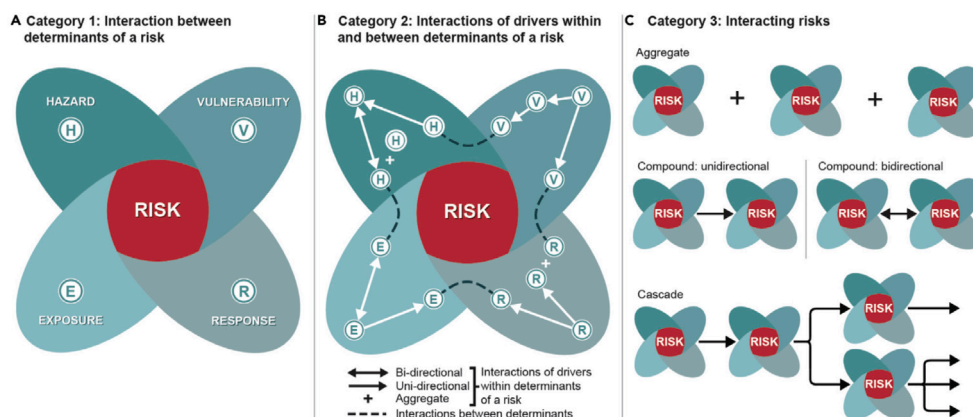 A Category 1: Interaction between
determinants of a risk
HAZARD
H
VULNERABILITY
V
RISK
E
EXPOSURE
R
RESPONSE
B Category 2: Interactions of drivers within
and between determinants of a risk
H
H
H
+
H
V
V
V
V
RISK
E
E
E
R
+
R
R
R
Bi-directional
Uni-directional
+ Aggregate
Interactions of drivers
within determinants
of a risk
Interactions between determinants
C Category 3: Interacting risks
Aggregate
RISK + RISK + RISK
Compound: unidirectional
RISK RISK
Compound: bidirectional
RISK RISK
Cascade
RISK RISK
RISK
RISK